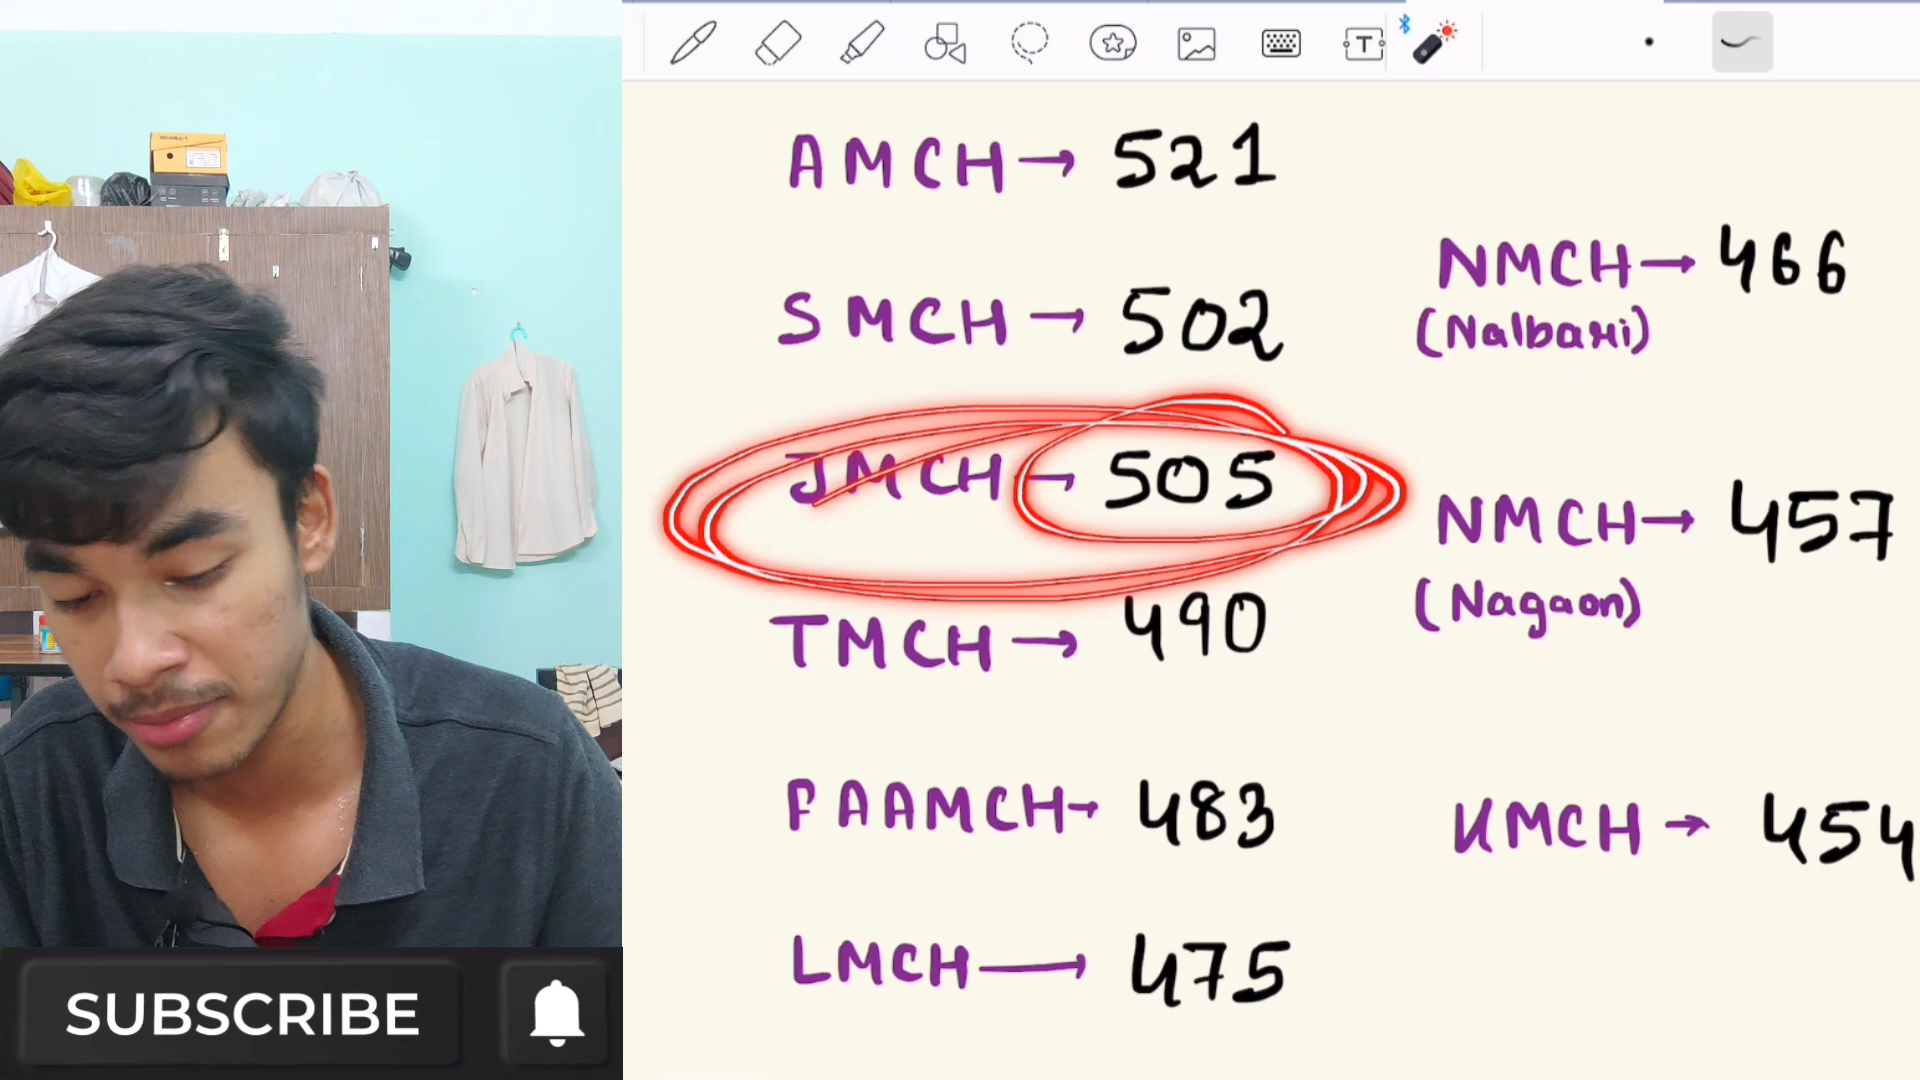 AMCH → 521
SMCH → 502
JMCH → 505
TMCH → 490
FAAMCH → 483
LMCH → 475
NMCH → 466
(Nalbari)
NMCH → 457
(Nagaon)
KMCH → 454
T
SUBSCRIBE